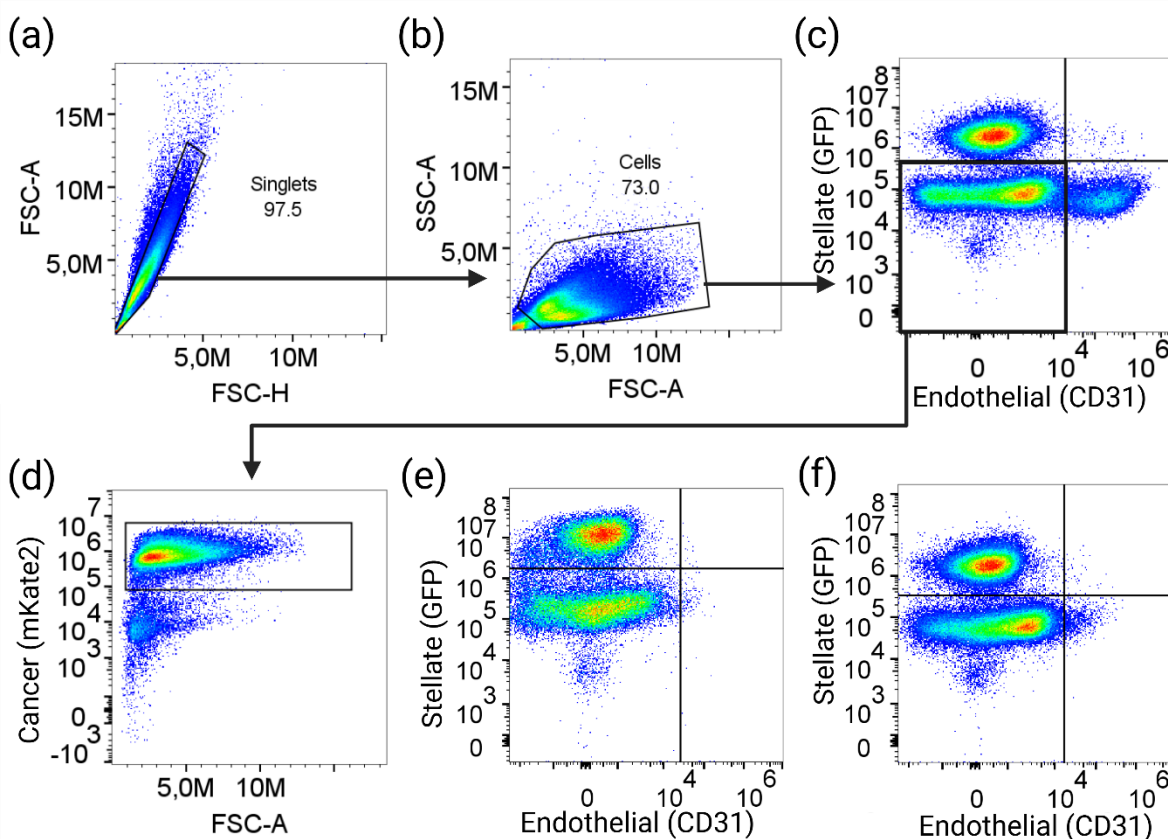 (a)
FSC-A
15M
10M
5,0M
Singlets
97.5
5,0M 10M
FSC-H
(b)
SSC-A
15M
10M
5,0M
Cells
73.0
5,0M 10M
FSC-A
(c)
Stellate (GFP)
10 8
10 7
10 6
10 5
10 4
10 3
0
0 10 4 10 6
Endothelial (CD31)
(d)
Cancer (mKate2)
10 7
10 6
10 5
10 4
10 3
0
-10 3
5,0M 10M
FSC-A
(e)
Stellate (GFP)
10 8
10 7
10 6
10 5
10 4
10 3
0
0 10 4 10 6
Endothelial (CD31)
(f)
Stellate (GFP)
10 8
10 7
10 6
10 5
10 4
10 3
0
0 10 4 10 6
Endothelial (CD31)